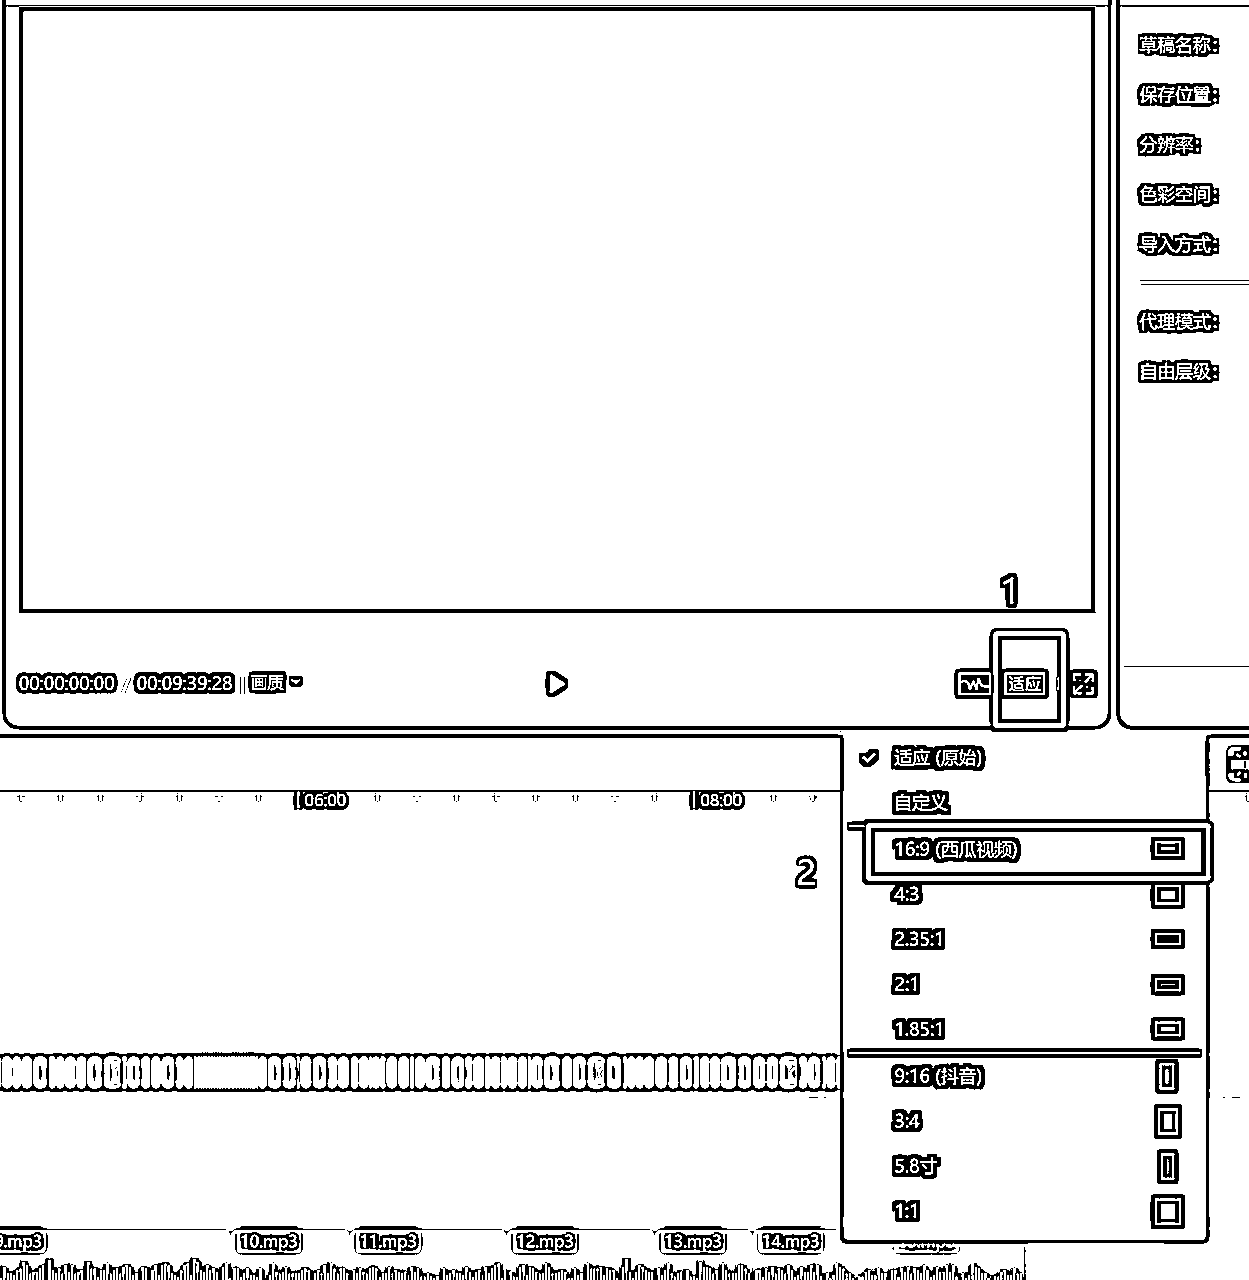 草稿名称:
保存位置:
分辨率:
色彩空间:
导入方式:
代理模式:
自由层级:
1
00:00:00:00 / 00:09:39:28 画质
适应
适应 (原始)
自定义
16:9 (西瓜视频)
4:3
2.35:1
2:1
1.85:1
9:16 (抖音)
3:4
5.8寸
1:1
06:00 08:00
2
9.mp3 10.mp3 11.mp3 12.mp3 13.mp3 14.mp3